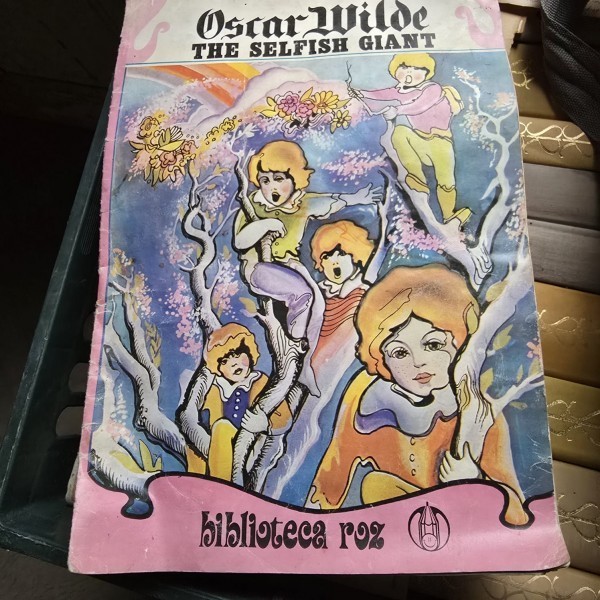 Oscar Wilde
THE SELFISH GIANT
biblioteca roz